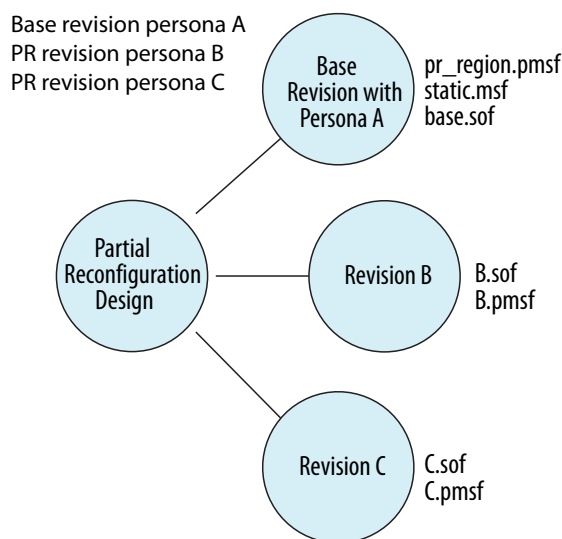 Base revision persona A
PR revision persona B
PR revision persona C
Base
Revision with
Persona A
pr_region.pmsf
static.msf
base.sof
Partial
Reconfiguration
Design
Revision B
B.sof
B.pmsf
Revision C
C.sof
C.pmsf